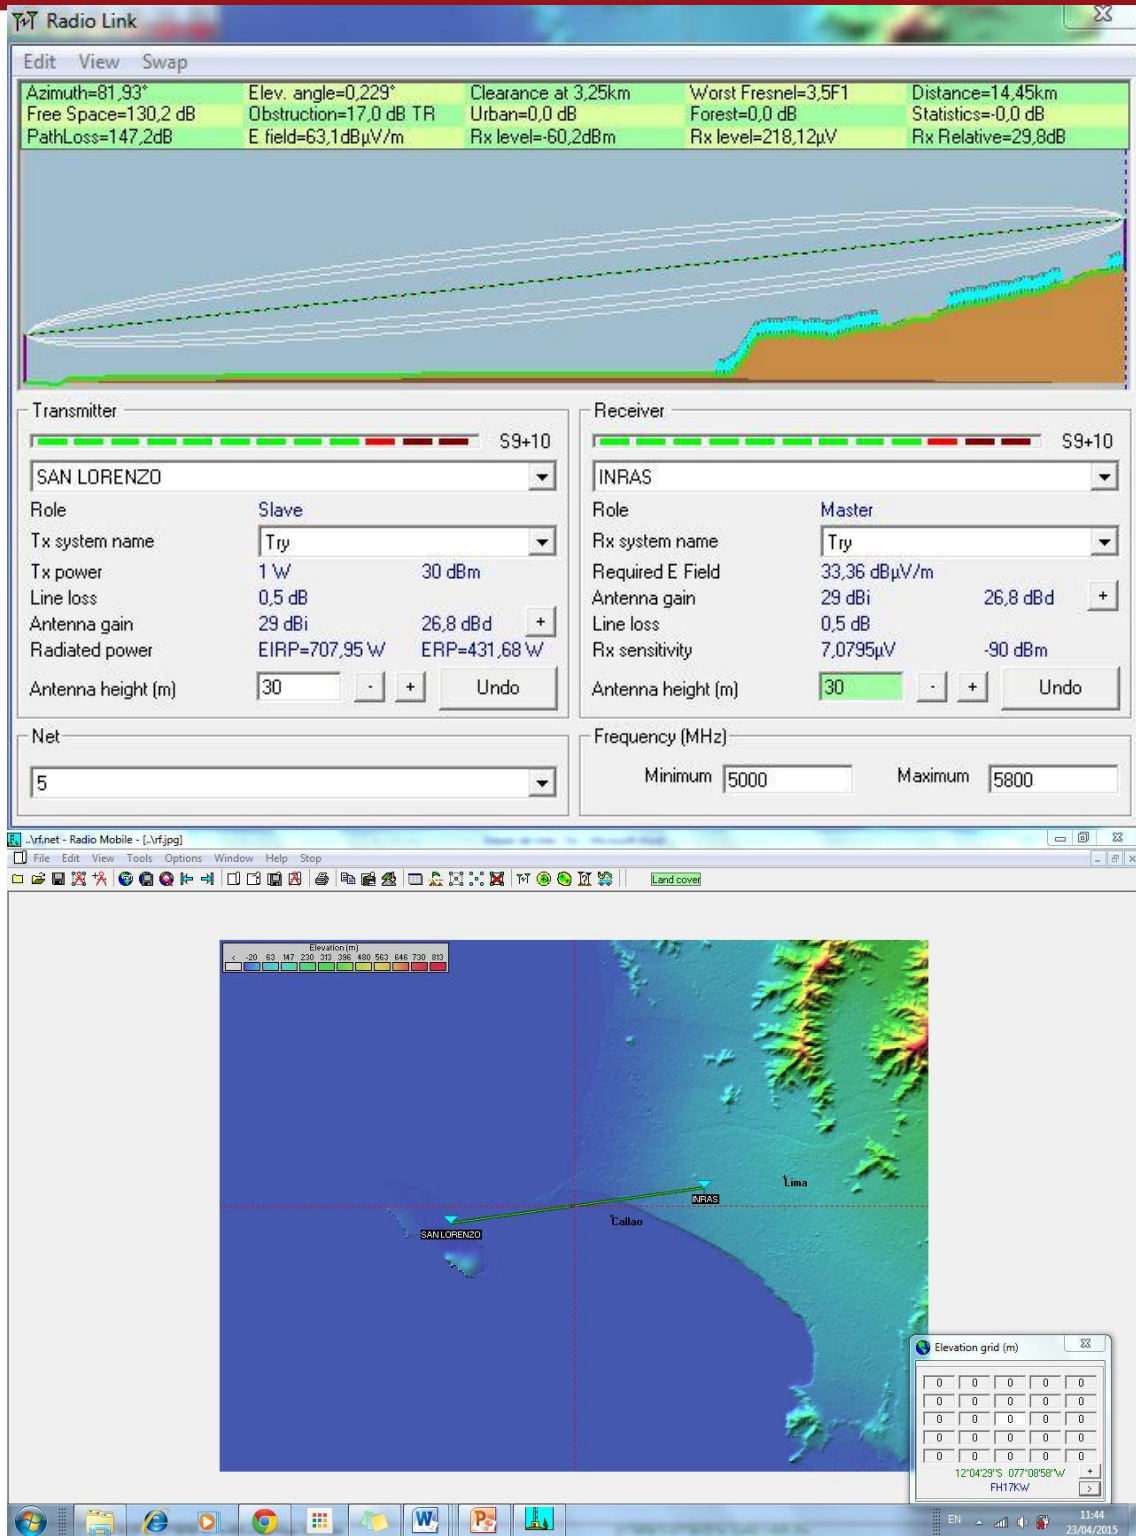 Radio Link
Edit View Swap
Azimuth=81,93° Elev. angle=0,229° Clearance at 3,25km Worst Fresnel=3,5F1 Distance=14,45km
Free Space=130,2 dB Obstruction=17,0 dB TR Urban=0,0 dB Forest=0,0 dB Statistics=-0,0 dB
PathLoss=147,2dB E field=63,1dBµV/m Rx level=-60,2dBm Rx level=218,12µV Rx Relative=29,8dB
Transmitter
S9+10
SAN LORENZO
Role Slave
Tx system name Try
Tx power 1 W 30 dBm
Line loss 0,5 dB
Antenna gain 29 dBi 26,8 dBd +
Radiated power EIRP=707,95 W ERP=431,68 W
Antenna height (m) 30 - + Undo
Net
5
Receiver
S9+10
INRAS
Role Master
Rx system name Try
Required E Field 33,36 dBµV/m
Antenna gain 29 dBi 26,8 dBd +
Line loss 0,5 dB
Rx sensitivity 7,0795µV -90 dBm
Antenna height (m) 30 - + Undo
Frequency (MHz)
Minimum 5000 Maximum 5800
..\rf.net - Radio Mobile - [..\rf.jpg]
File Edit View Tools Options Window Help Stop
Land cover
Elevation (m)
< -20 63 147 230 313 396 480 563 646 730 813
Lima
INRAS
Callao
SAN LORENZO
Elevation grid (m)
0 0 0 0 0
0 0 0 0 0
0 0 0 0 0
0 0 0 0 0
0 0 0 0 0
12°04'29"S 077°08'58"W +
FH17KW >
EN 11:44
23/04/2015